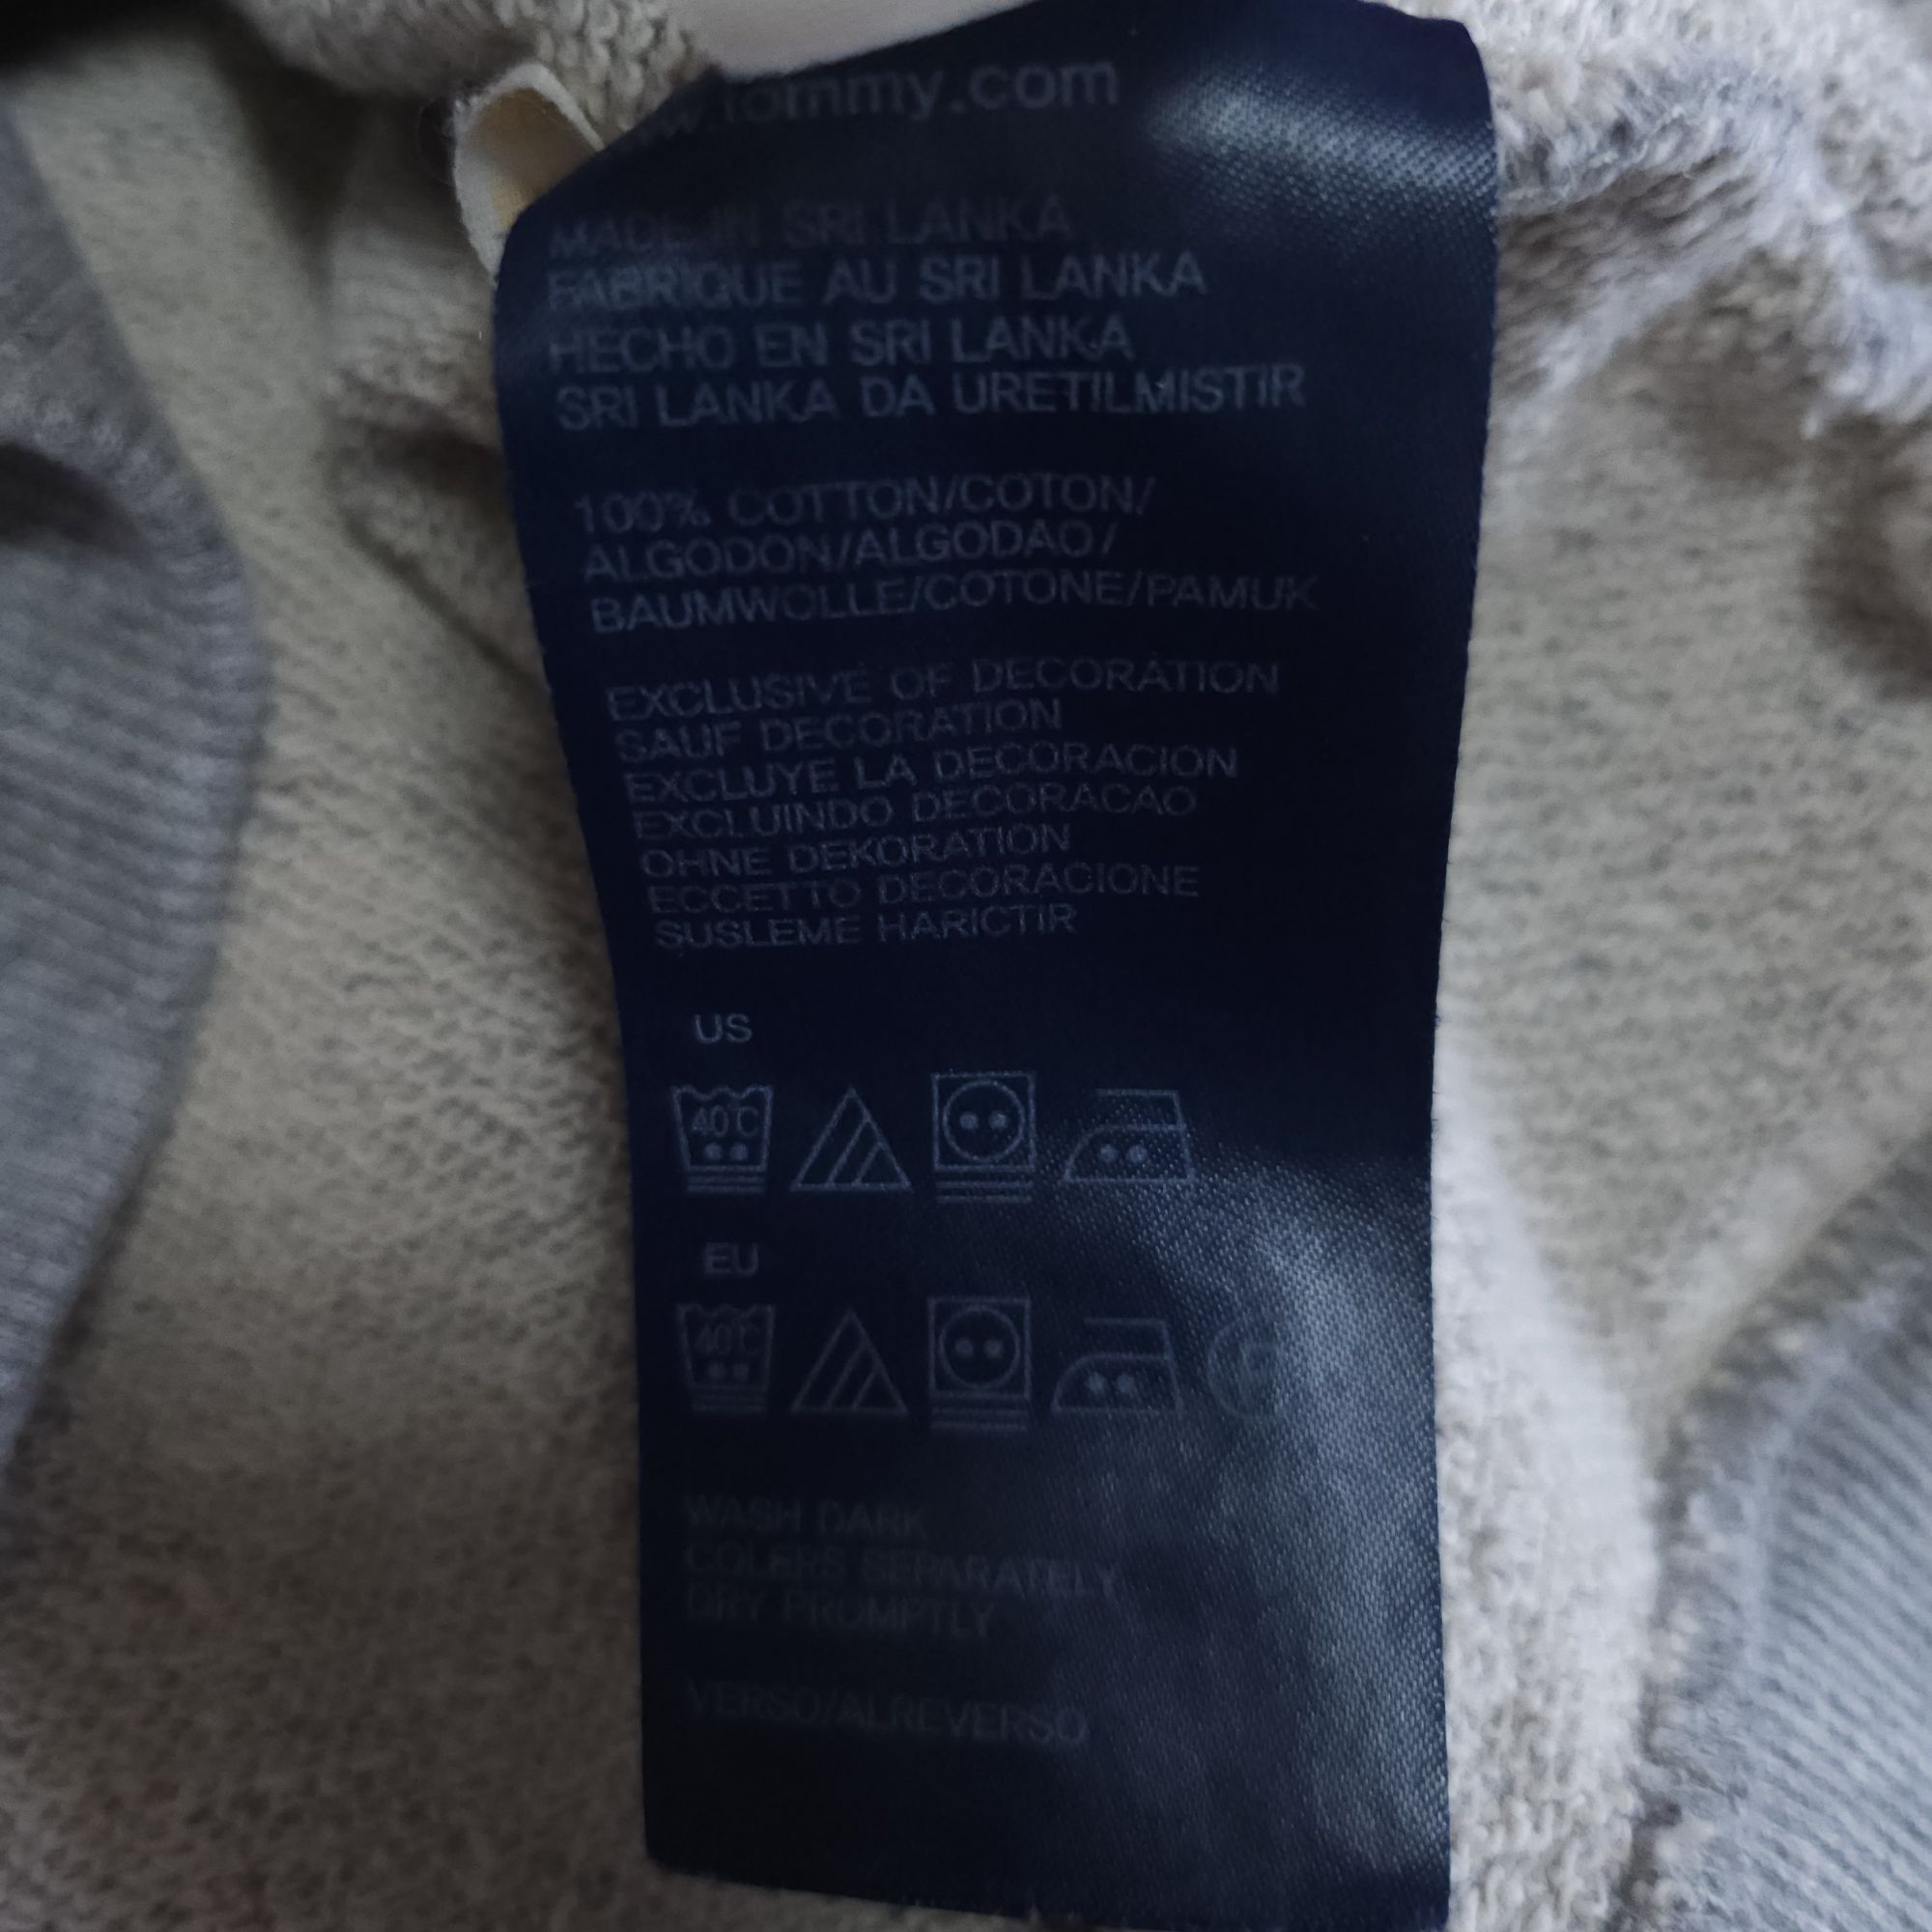 tommy.com
MADE IN SRI LANKA
FABRIQUE AU SRI LANKA
HECHO EN SRI LANKA
SRI LANKA DA URETILMISTIR
100% COTTON/COTON/
ALGODON/ALGODAO/
BAUMWOLLE/COTONE/PAMUK
EXCLUSIVE OF DECORATION
SAUF DECORATION
EXCLUYE LA DECORACION
EXCLUINDO DECORACAO
OHNE DEKORATION
ECCETTO DECORACIONE
SUSLEME HARICTIR
US
40°C
EU
40°C
WASH DARK
COLERS SEPARATELY
DRY PROMPTLY
VERSO/ALREVERSO